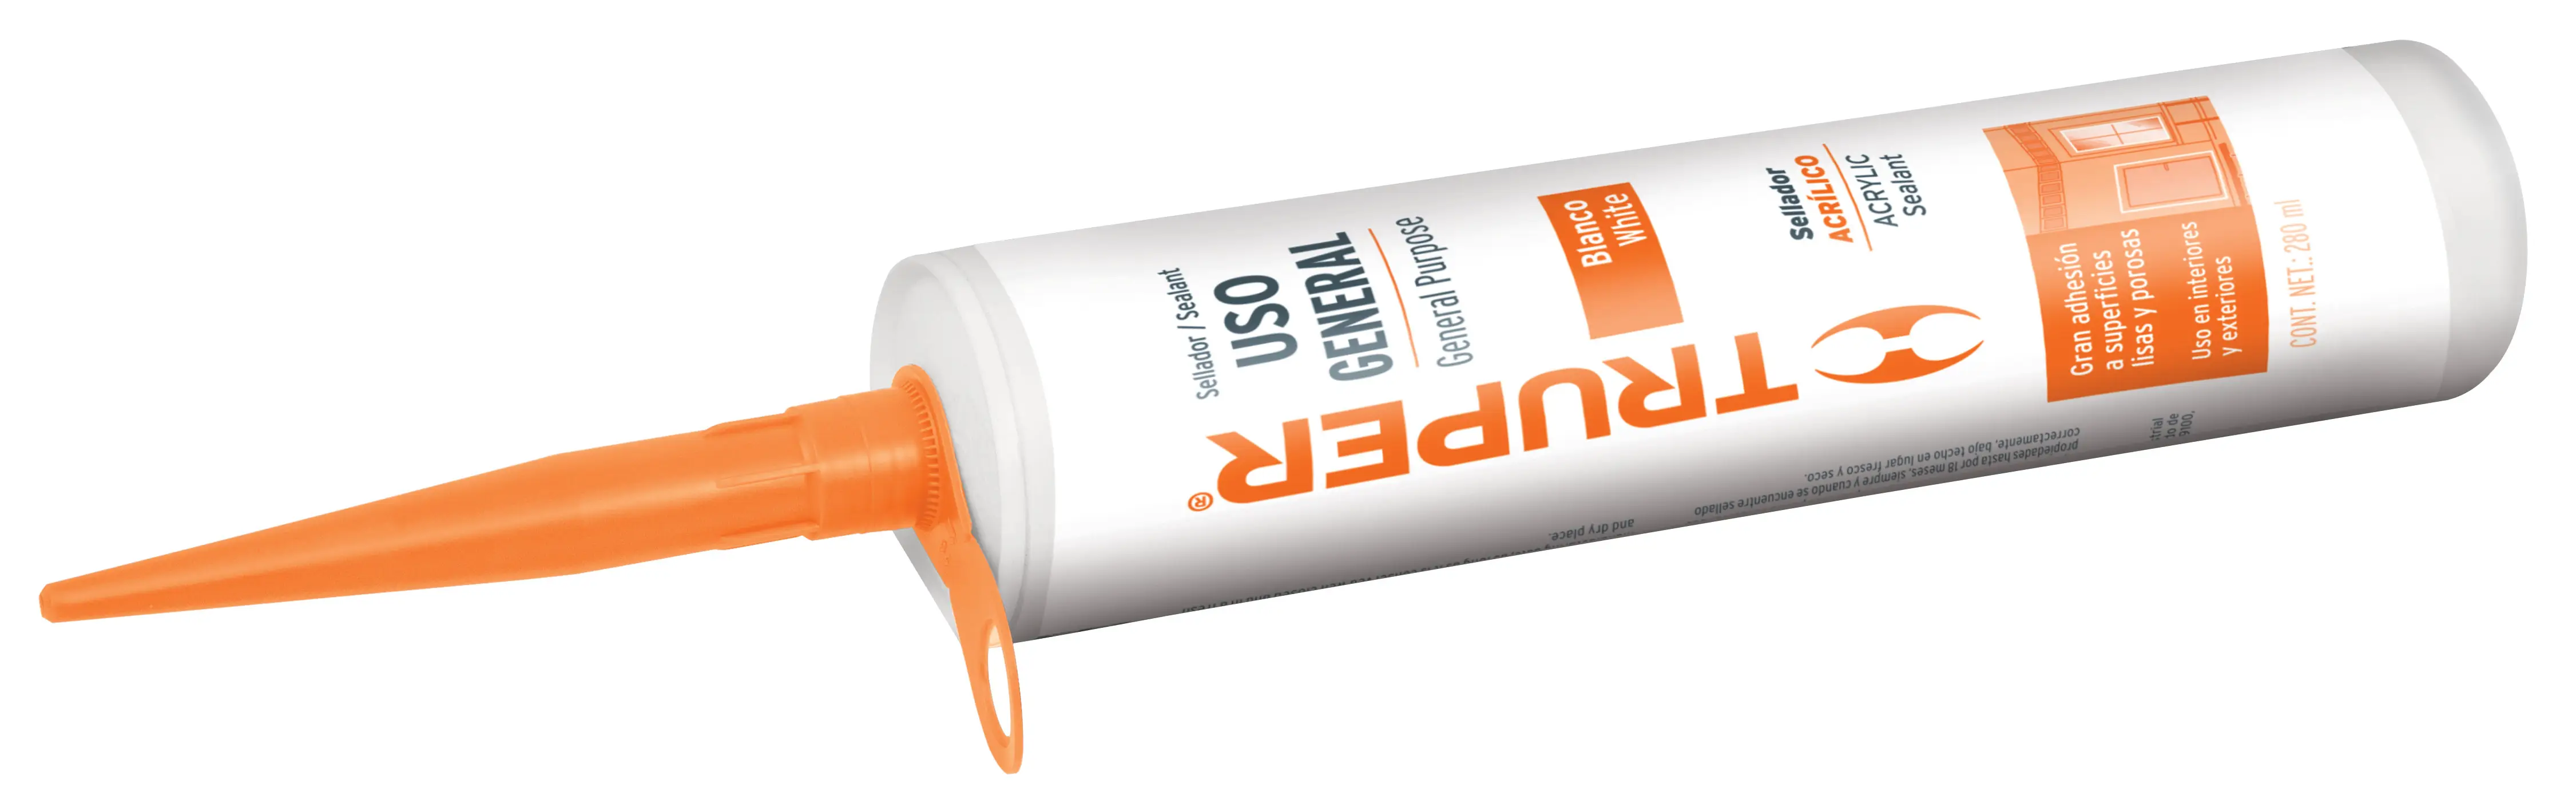 Sellador / Sealant
USO
GENERAL
General Purpose
Blanco
White
TRUPER®
Sellador
ACRÍLICO
ACRYLIC
Sealant
Gran adhesión
a superficies
lisas y porosas
Uso en interiores
y exteriores
CONT. NET.: 280 ml
propiedades hasta por 18 meses, siempre y cuando se encuentre sellado
correctamente, bajo techo en lugar fresco y seco.
and dry place.